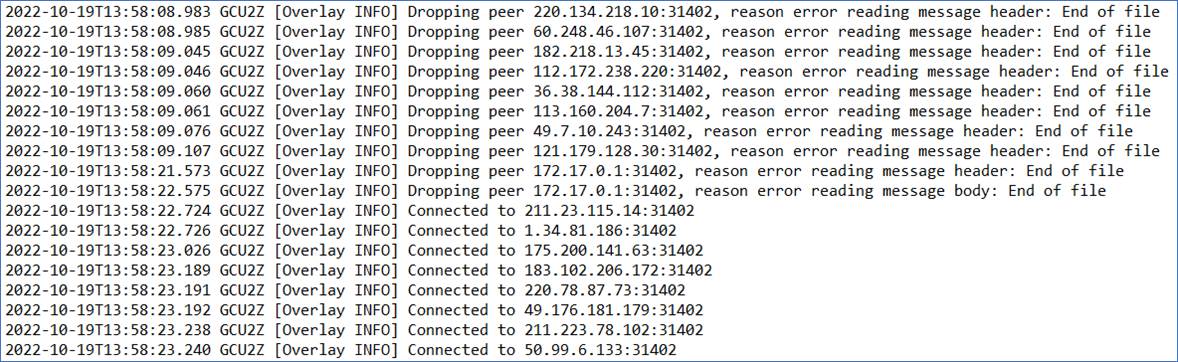 2022-10-19T13:58:08.983 GCU2Z [Overlay INFO] Dropping peer 220.134.218.10:31402, reason error reading message header: End of file
2022-10-19T13:58:08.985 GCU2Z [Overlay INFO] Dropping peer 60.248.46.107:31402, reason error reading message header: End of file
2022-10-19T13:58:09.045 GCU2Z [Overlay INFO] Dropping peer 182.218.13.45:31402, reason error reading message header: End of file
2022-10-19T13:58:09.046 GCU2Z [Overlay INFO] Dropping peer 112.172.238.220:31402, reason error reading message header: End of file
2022-10-19T13:58:09.060 GCU2Z [Overlay INFO] Dropping peer 36.38.144.112:31402, reason error reading message header: End of file
2022-10-19T13:58:09.061 GCU2Z [Overlay INFO] Dropping peer 113.160.204.7:31402, reason error reading message header: End of file
2022-10-19T13:58:09.076 GCU2Z [Overlay INFO] Dropping peer 49.7.10.243:31402, reason error reading message header: End of file
2022-10-19T13:58:09.107 GCU2Z [Overlay INFO] Dropping peer 121.179.128.30:31402, reason error reading message header: End of file
2022-10-19T13:58:21.573 GCU2Z [Overlay INFO] Dropping peer 172.17.0.1:31402, reason error reading message header: End of file
2022-10-19T13:58:22.575 GCU2Z [Overlay INFO] Dropping peer 172.17.0.1:31402, reason error reading message body: End of file
2022-10-19T13:58:22.724 GCU2Z [Overlay INFO] Connected to 211.23.115.14:31402
2022-10-19T13:58:22.726 GCU2Z [Overlay INFO] Connected to 1.34.81.186:31402
2022-10-19T13:58:23.026 GCU2Z [Overlay INFO] Connected to 175.200.141.63:31402
2022-10-19T13:58:23.189 GCU2Z [Overlay INFO] Connected to 183.102.206.172:31402
2022-10-19T13:58:23.191 GCU2Z [Overlay INFO] Connected to 220.78.87.73:31402
2022-10-19T13:58:23.192 GCU2Z [Overlay INFO] Connected to 49.176.181.179:31402
2022-10-19T13:58:23.238 GCU2Z [Overlay INFO] Connected to 211.223.78.102:31402
2022-10-19T13:58:23.240 GCU2Z [Overlay INFO] Connected to 50.99.6.133:31402